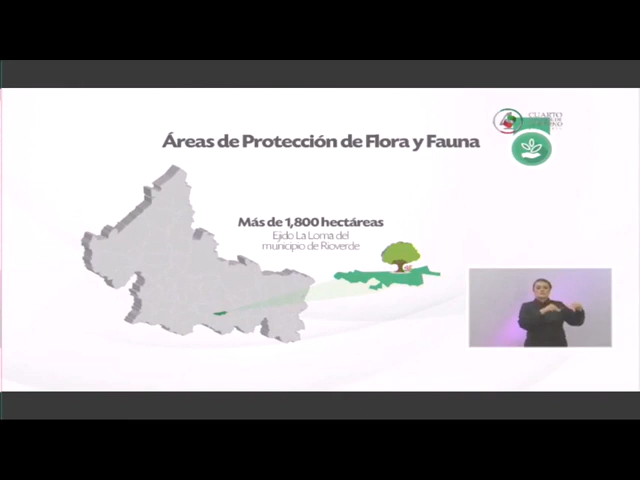 CUARTO
Áreas de Protección de Flora y Fauna
Más de 1,800 hectáreas
Ejido La Loma del
municipio de Rioverde